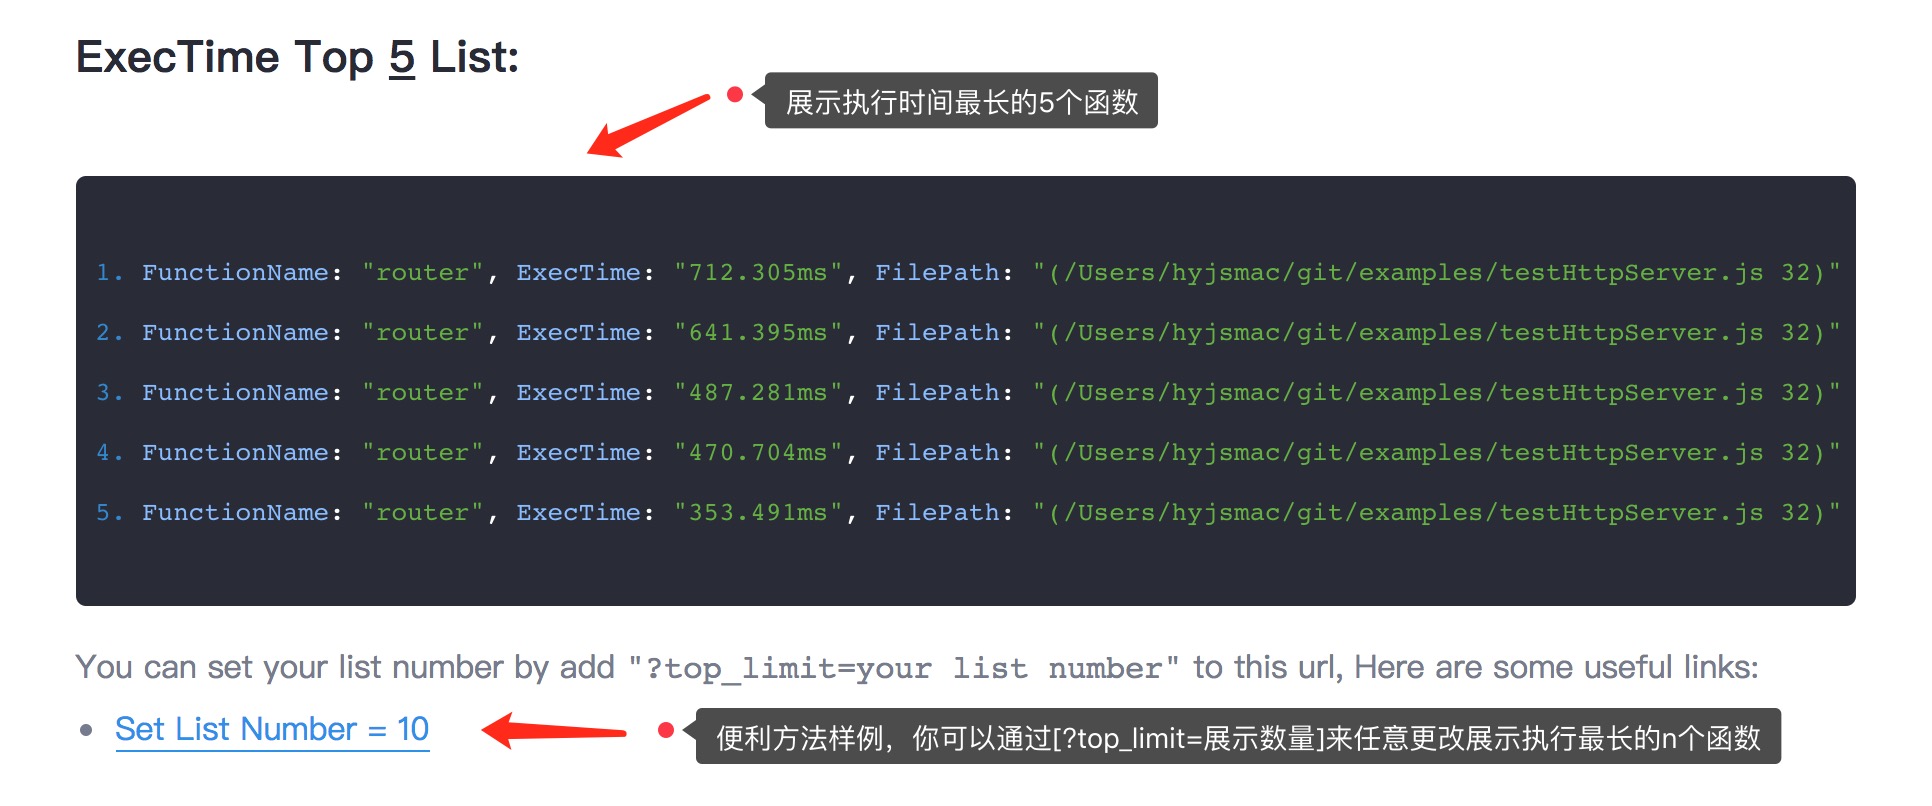 ExecTime Top 5 List:
展示执行时间最长的5个函数
1. FunctionName: "router", ExecTime: "712.305ms", FilePath: "(/Users/hyjsmac/git/examples/testHttpServer.js 32)"
2. FunctionName: "router", ExecTime: "641.395ms", FilePath: "(/Users/hyjsmac/git/examples/testHttpServer.js 32)"
3. FunctionName: "router", ExecTime: "487.281ms", FilePath: "(/Users/hyjsmac/git/examples/testHttpServer.js 32)"
4. FunctionName: "router", ExecTime: "470.704ms", FilePath: "(/Users/hyjsmac/git/examples/testHttpServer.js 32)"
5. FunctionName: "router", ExecTime: "353.491ms", FilePath: "(/Users/hyjsmac/git/examples/testHttpServer.js 32)"
You can set your list number by add "?top_limit=your list number" to this url, Here are some useful links:
• Set List Number = 10
便利方法样例，你可以通过[?top_limit=展示数量]来任意更改展示执行最长的n个函数